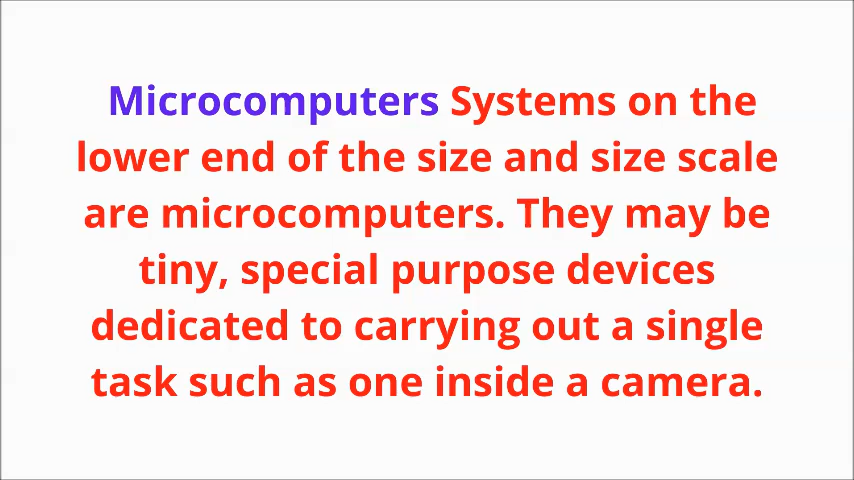 Microcomputers Systems on the
lower end of the size and size scale
are microcomputers. They may be
tiny, special purpose devices
dedicated to carrying out a single
task such as one inside a camera.